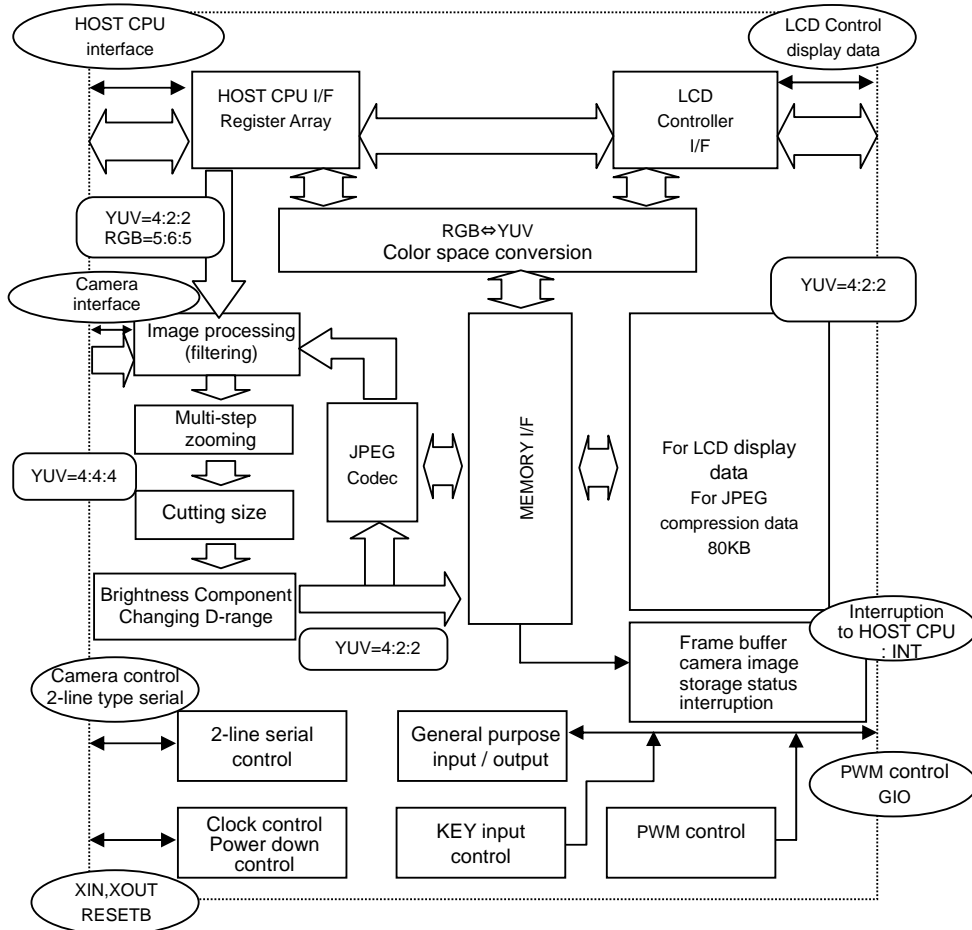 HOST CPU
interface
LCD Control
display data
HOST CPU I/F
Register Array
LCD
Controller
I/F
YUV=4:2:2
RGB=5:6:5
RGB⇔YUV
Color space conversion
Camera
interface
YUV=4:2:2
Image processing
(filtering)
Multi-step
zooming
JPEG
Codec
MEMORY I/F
For LCD display
data
For JPEG
compression data
80KB
YUV=4:4:4
Cutting size
Brightness Component
Changing D-range
YUV=4:2:2
Interruption
to HOST CPU
: INT
Frame buffer
camera image
storage status
interruption
Camera control
2-line type serial
2-line serial
control
General purpose
input / output
PWM control
GIO
Clock control
Power down
control
KEY input
control
PWM control
XIN,XOUT
RESETB